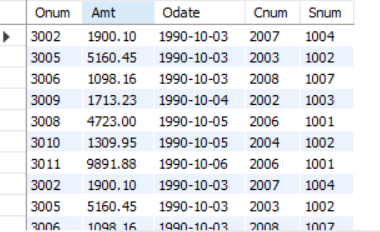 Onum Amt Odate Cnum Snum
3002 1900.10 1990-10-03 2007 1004
3005 5160.45 1990-10-03 2003 1002
3006 1098.16 1990-10-03 2008 1007
3009 1713.23 1990-10-04 2002 1003
3008 4723.00 1990-10-05 2006 1001
3010 1309.95 1990-10-05 2004 1002
3011 9891.88 1990-10-06 2006 1001
3002 1900.10 1990-10-03 2007 1004
3005 5160.45 1990-10-03 2003 1002
3006 1098.16 1990-10-03 2008 1007